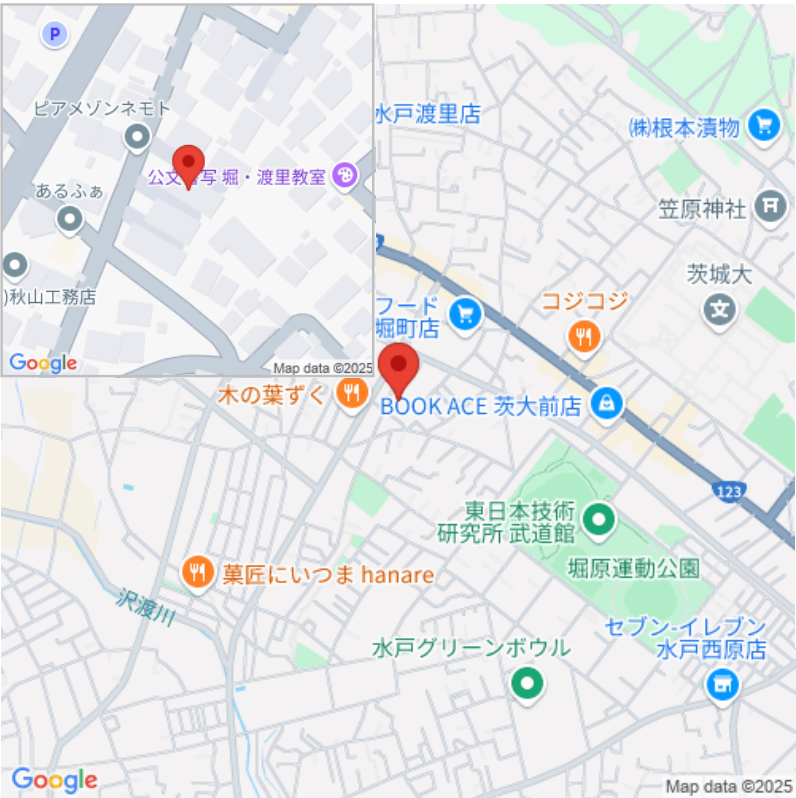 P
ピアメゾンネモト
公文書写 堀・渡里教室
あるふぁ
)秋山工務店
Google
Map data ©2025
水戸渡里店
㈱根本漬物
笠原神社
茨城大
文
コジコジ
フード
堀町店
木の葉ずく
BOOK ACE 茨大前店
123
東日本技術
研究所 武道館
堀原運動公園
菓匠にいつま hanare
沢渡川
セブン-イレブン
水戸西原店
水戸グリーンボウル
Google
Map data ©2025